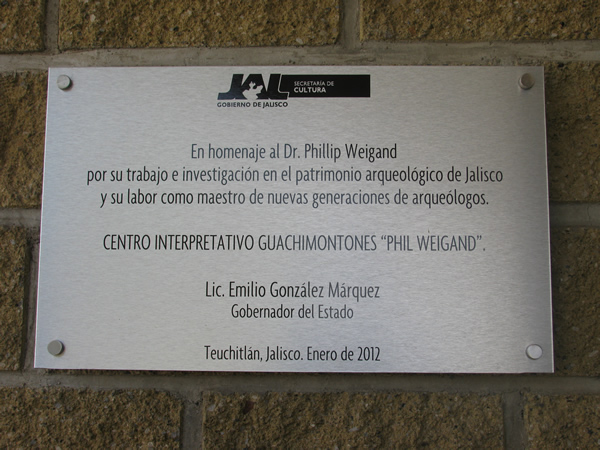 JAL
GOBIERNO DE JALISCO
SECRETARÍA DE
CULTURA
En homenaje al Dr. Phillip Weigand
por su trabajo e investigación en el patrimonio arqueológico de Jalisco
y su labor como maestro de nuevas generaciones de arqueólogos.
CENTRO INTERPRETATIVO GUACHIMONTONES “PHIL WEIGAND”.
Lic. Emilio González Márquez
Gobernador del Estado
Teuchitlán, Jalisco. Enero de 2012